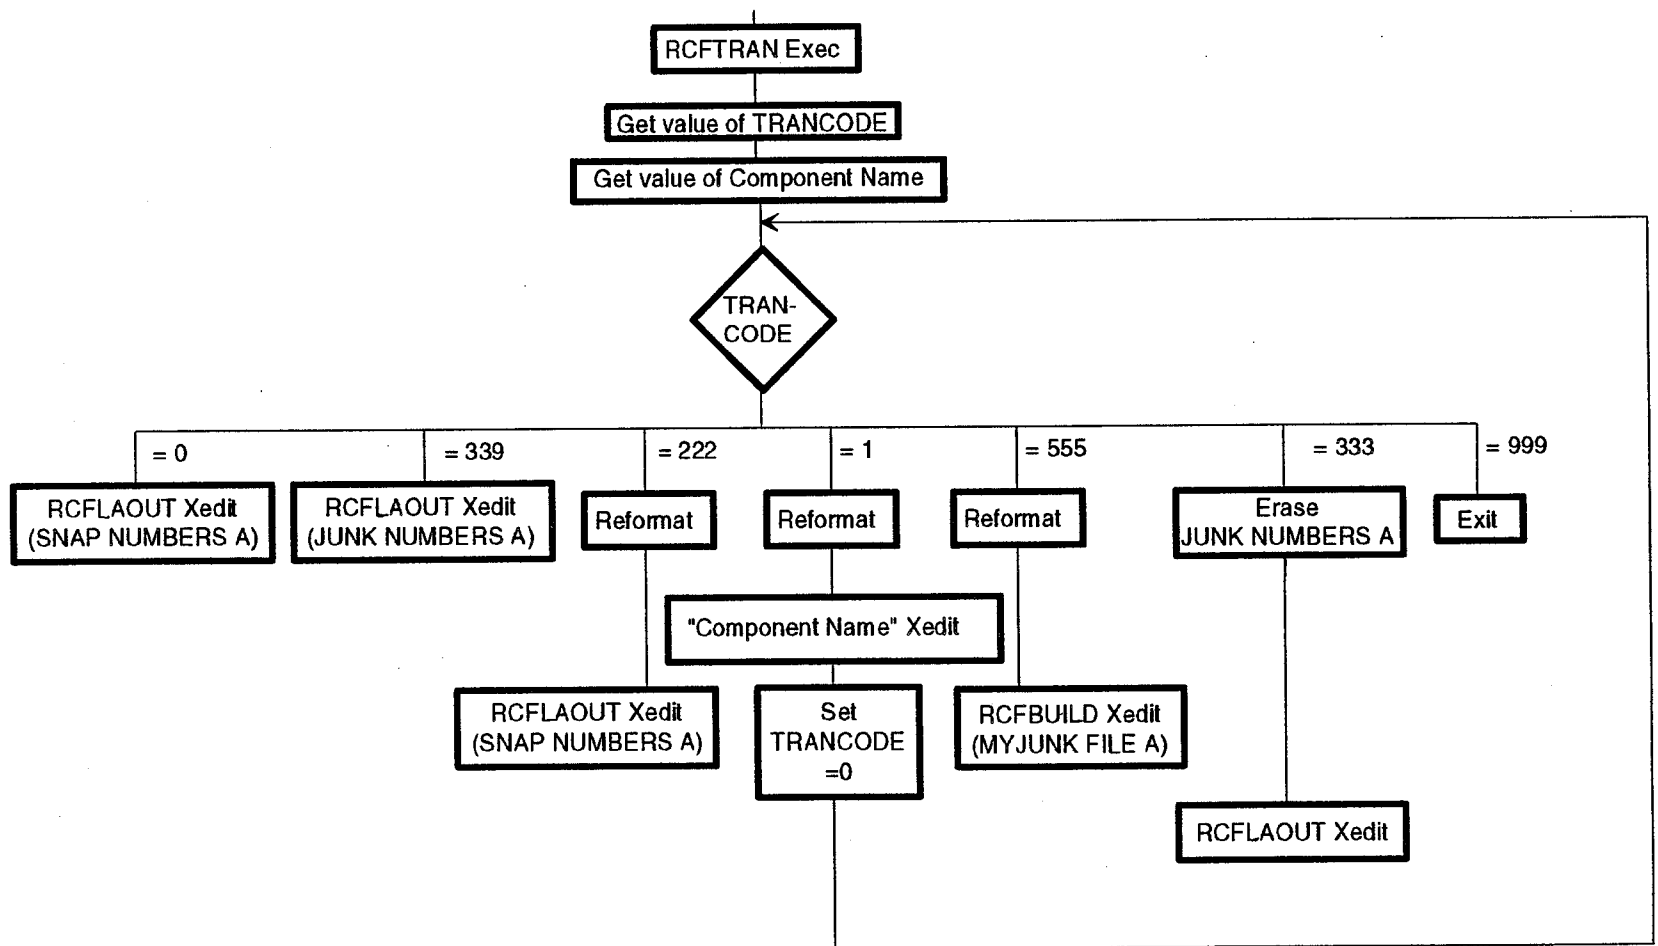 RCFTRAN Exec
Get value of TRANCODE
Get value of Component Name
TRAN-
CODE
= 0
= 339
= 222
= 1
= 555
= 333
= 999
RCFLAOUT Xedit
(SNAP NUMBERS A)
RCFLAOUT Xedit
(JUNK NUMBERS A)
Reformat
Reformat
Reformat
Erase
JUNK NUMBERS A
Exit
"Component Name" Xedit
RCFLAOUT Xedit
(SNAP NUMBERS A)
Set
TRANCODE
=0
RCFBUILD Xedit
(MYJUNK FILE A)
RCFLAOUT Xedit